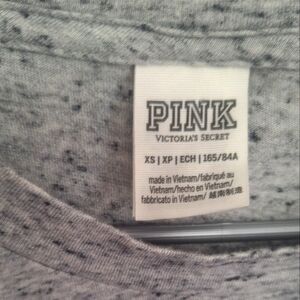 PINK
VICTORIA'S SECRET
XS | XP | ECH | 165/84A
made in Vietnam/fabriqué au
Vietnam/hecho en Vietnam/
fabbricato in Vietnam/